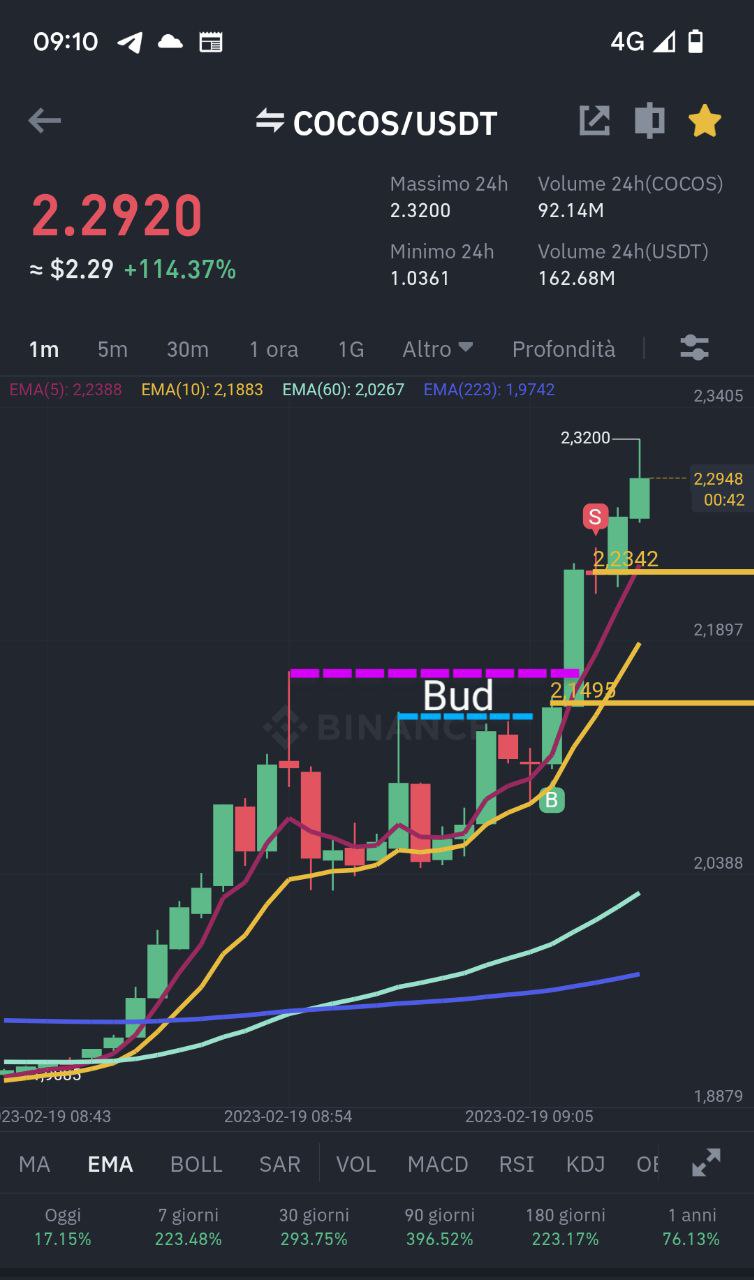 09:10 4G
COCOS/USDT
2.2920
≈ $2.29 +114.37%
Massimo 24h
2.3200
Volume 24h(COCOS)
92.14M
Minimo 24h
1.0361
Volume 24h(USDT)
162.68M
1m 5m 30m 1 ora 1G Altro Profondità
EMA(5): 2,2388 EMA(10): 2,1883 EMA(60): 2,0267 EMA(223): 1,9742
2,3405
2,3200
2,2948
00:42
S
2,2342
2,1897
Bud
2,1495
BINANCE
B
2,0388
1,8879
23-02-19 08:43 2023-02-19 08:54 2023-02-19 09:05
MA EMA BOLL SAR VOL MACD RSI KDJ
Oggi 7 giorni 30 giorni 90 giorni 180 giorni 1 anni
17.15% 223.48% 293.75% 396.52% 223.17% 76.13%